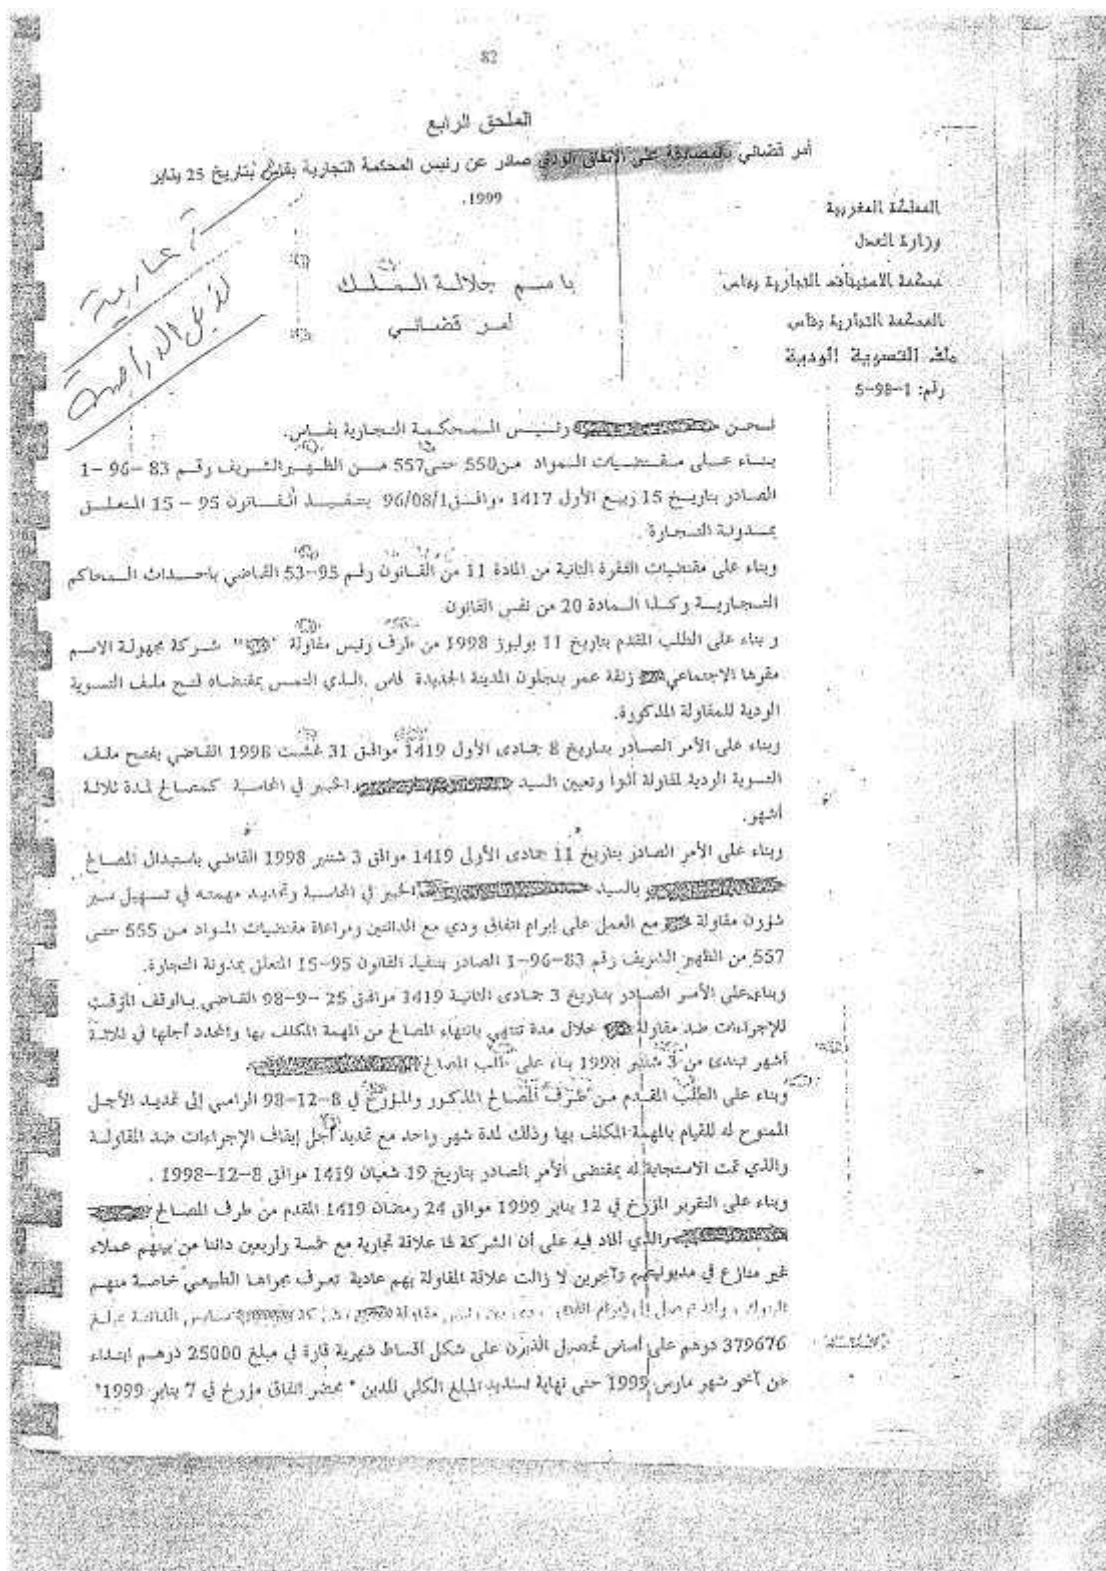 82
الملحق الرابع
أمر قضائي بالمصادقة على الاتفاق الودي صادر عن رئيس المحكمة التجارية بفاس بتاريخ 25 يناير
1999.
المملكة المغربية
وزارة العدل
محكمة الاستيناف التجارية بفاس
المحكمة التجارية بفاس
ملف التسوية الودية
رقم: 1-98-5
باسم جلالة الملك
أمر قضائي
نحن رئيس المحكمة التجارية بفاس.
بناء على مقتضيات المواد من550 حتى557 من الظهيرالشريف رقم 83 -96 -1
الصادر بتاريخ 15 ربيع الأول 1417 موافق96/08/1 بتنفيذ القانون 95 - 15 المتعلق
بمدونة التجارة .
وبناء على مقتضيات الفقرة الثانية من المادة 11 من القانون رقم 95-53 القاضي باحداث المحاكم
التجارية وكذا المادة 20 من نفس القانون
و بناء على الطلب المقدم بتاريخ 11 يوليوز 1998 من طرف رئيس مقاولة " " شركة مجهولة الاسم
مقرها الاجتماعي زنقة عمر بنجلون المدينة الجديدة فاس الذي التمس بمقتضاه فتح ملف التسوية
الودية للمقاولة المذكورة.
وبناء على الأمر الصادر بتاريخ 8 جمادى الأول 1419 موافق 31 غشت 1998 القاضي بفتح ملف
التسوية الودية لمقاولة ألوا وتعيين السيد الخبير في المحاسبة كمصالح لمدة ثلاثة
أشهر.
وبناء على الأمر الصادر بتاريخ 11 جمادى الأولى 1419 موافق 3 شتنبر 1998 القاضي باستبدال المصالح
بالسيد الخبير في المحاسبة وتحديد مهمته في تسهيل سير
شؤون مقاولة مع العمل على إبرام اتفاق ودي مع الدائنين ومراعاة مقتضيات المواد من 555 حتى
557 من الظهير الشريف رقم 83-96-1 الصادر بتنفيذ القانون 95-15 المتعلق بمدونة التجارة.
وبناء على الأمر الصادر بتاريخ 3 جمادى الثانية 1419 موافق 25 -9-98 القاضي بالوقف المؤقت
للإجراءات ضد مقاولة خلال مدة تنتهي بانتهاء المصالح من المهمة المكلف بها والمحدد أجلها في ثلاثة
أشهر تبتدئ من 3 شتنبر 1998 بناء على طلب المصالح
وبناء على الطلب المقدم من طرف المصالح المذكور والمؤرخ في 8-12-98 الرامي إلى تمديد الأجل
الممنوح له للقيام بالمهمة المكلف بها وذلك لمدة شهر واحد مع تمديد أجل إيقاف الإجراءات ضد المقاولة
والذي تمت الاستجابة له بمقتضى الأمر الصادر بتاريخ 19 شعبان 1419 موافق 8-12-1998 .
وبناء على التقرير المؤرخ في 12 يناير 1999 موافق 24 رمضان 1419 المقدم من طرف المصالح
والذي أفاد فيه على أن الشركة لها علاقة تجارية مع خمسة وأربعين دائنا من بينهم عملاء
غير منازع في مديونيتهم وآخرين لا زالت علاقة المقاولة بهم عادية تعرف مجراها الطبيعي خاصة منهم
رئيس مقاولة
379676 درهم على أساس تحصيل الديون على شكل أقساط شهرية قارة في مبلغ 25000 درهم ابتداء
من آخر شهر مارس 1999 حتى نهاية تسديد المبلغ الكلي للدين " محضر اتفاق مؤرخ في 7 يناير 1999"